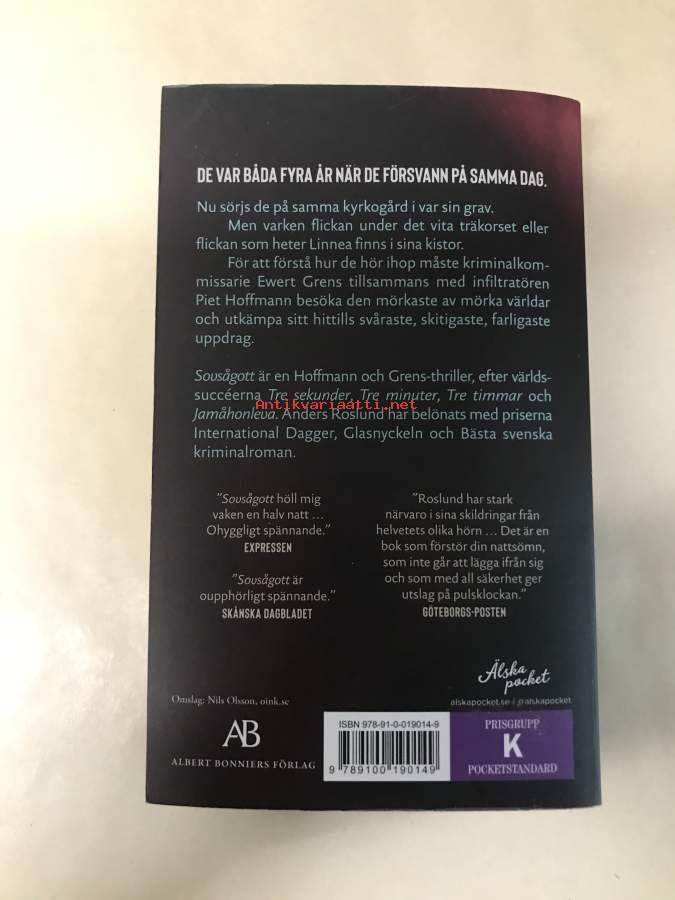 DE VAR BÅDA FYRA ÅR NÄR DE FÖRSVANN PÅ SAMMA DAG.
Nu sörjs de på samma kyrkogård i var sin grav.
Men varken flickan under det vita träkorset eller
flickan som heter Linnea finns i sina kistor.
För att förstå hur de hör ihop måste kriminalkom-
missarie Ewert Grens tillsammans med infiltratören
Piet Hoffmann besöka den mörkaste av mörka världar
och utkämpa sitt hittills svåraste, skitigaste, farligaste
uppdrag.
Sovsågott är en Hoffmann och Grens-thriller, efter världs-
succéerna Tre sekunder, Tre minuter, Tre timmar och
Antikvariaatti.net
Jamåhonleva. Anders Roslund har belönats med priserna
International Dagger, Glasnyckeln och Bästa svenska
kriminalroman.
"Sovsågott höll mig
vaken en halv natt ...
Ohyggligt spännande."
EXPRESSEN
"Sovsågott är
oupphörligt spännande."
SKÅNSKA DAGBLADET
"Roslund har stark
närvaro i sina skildringar från
helvetets olika hörn ... Det är en
bok som förstör din nattsömn,
som inte går att lägga ifrån sig
och som med all säkerhet ger
utslag på pulsklockan."
GÖTEBORGS-POSTEN
Älska
pocket
alskapocket.se / @alskapocket
Omslag: Nils Olsson, oink.se
AB
ALBERT BONNIERS FÖRLAG
ISBN 978-91-0-019014-9
9 789100 190149
PRISGRUPP
K
POCKETSTANDARD